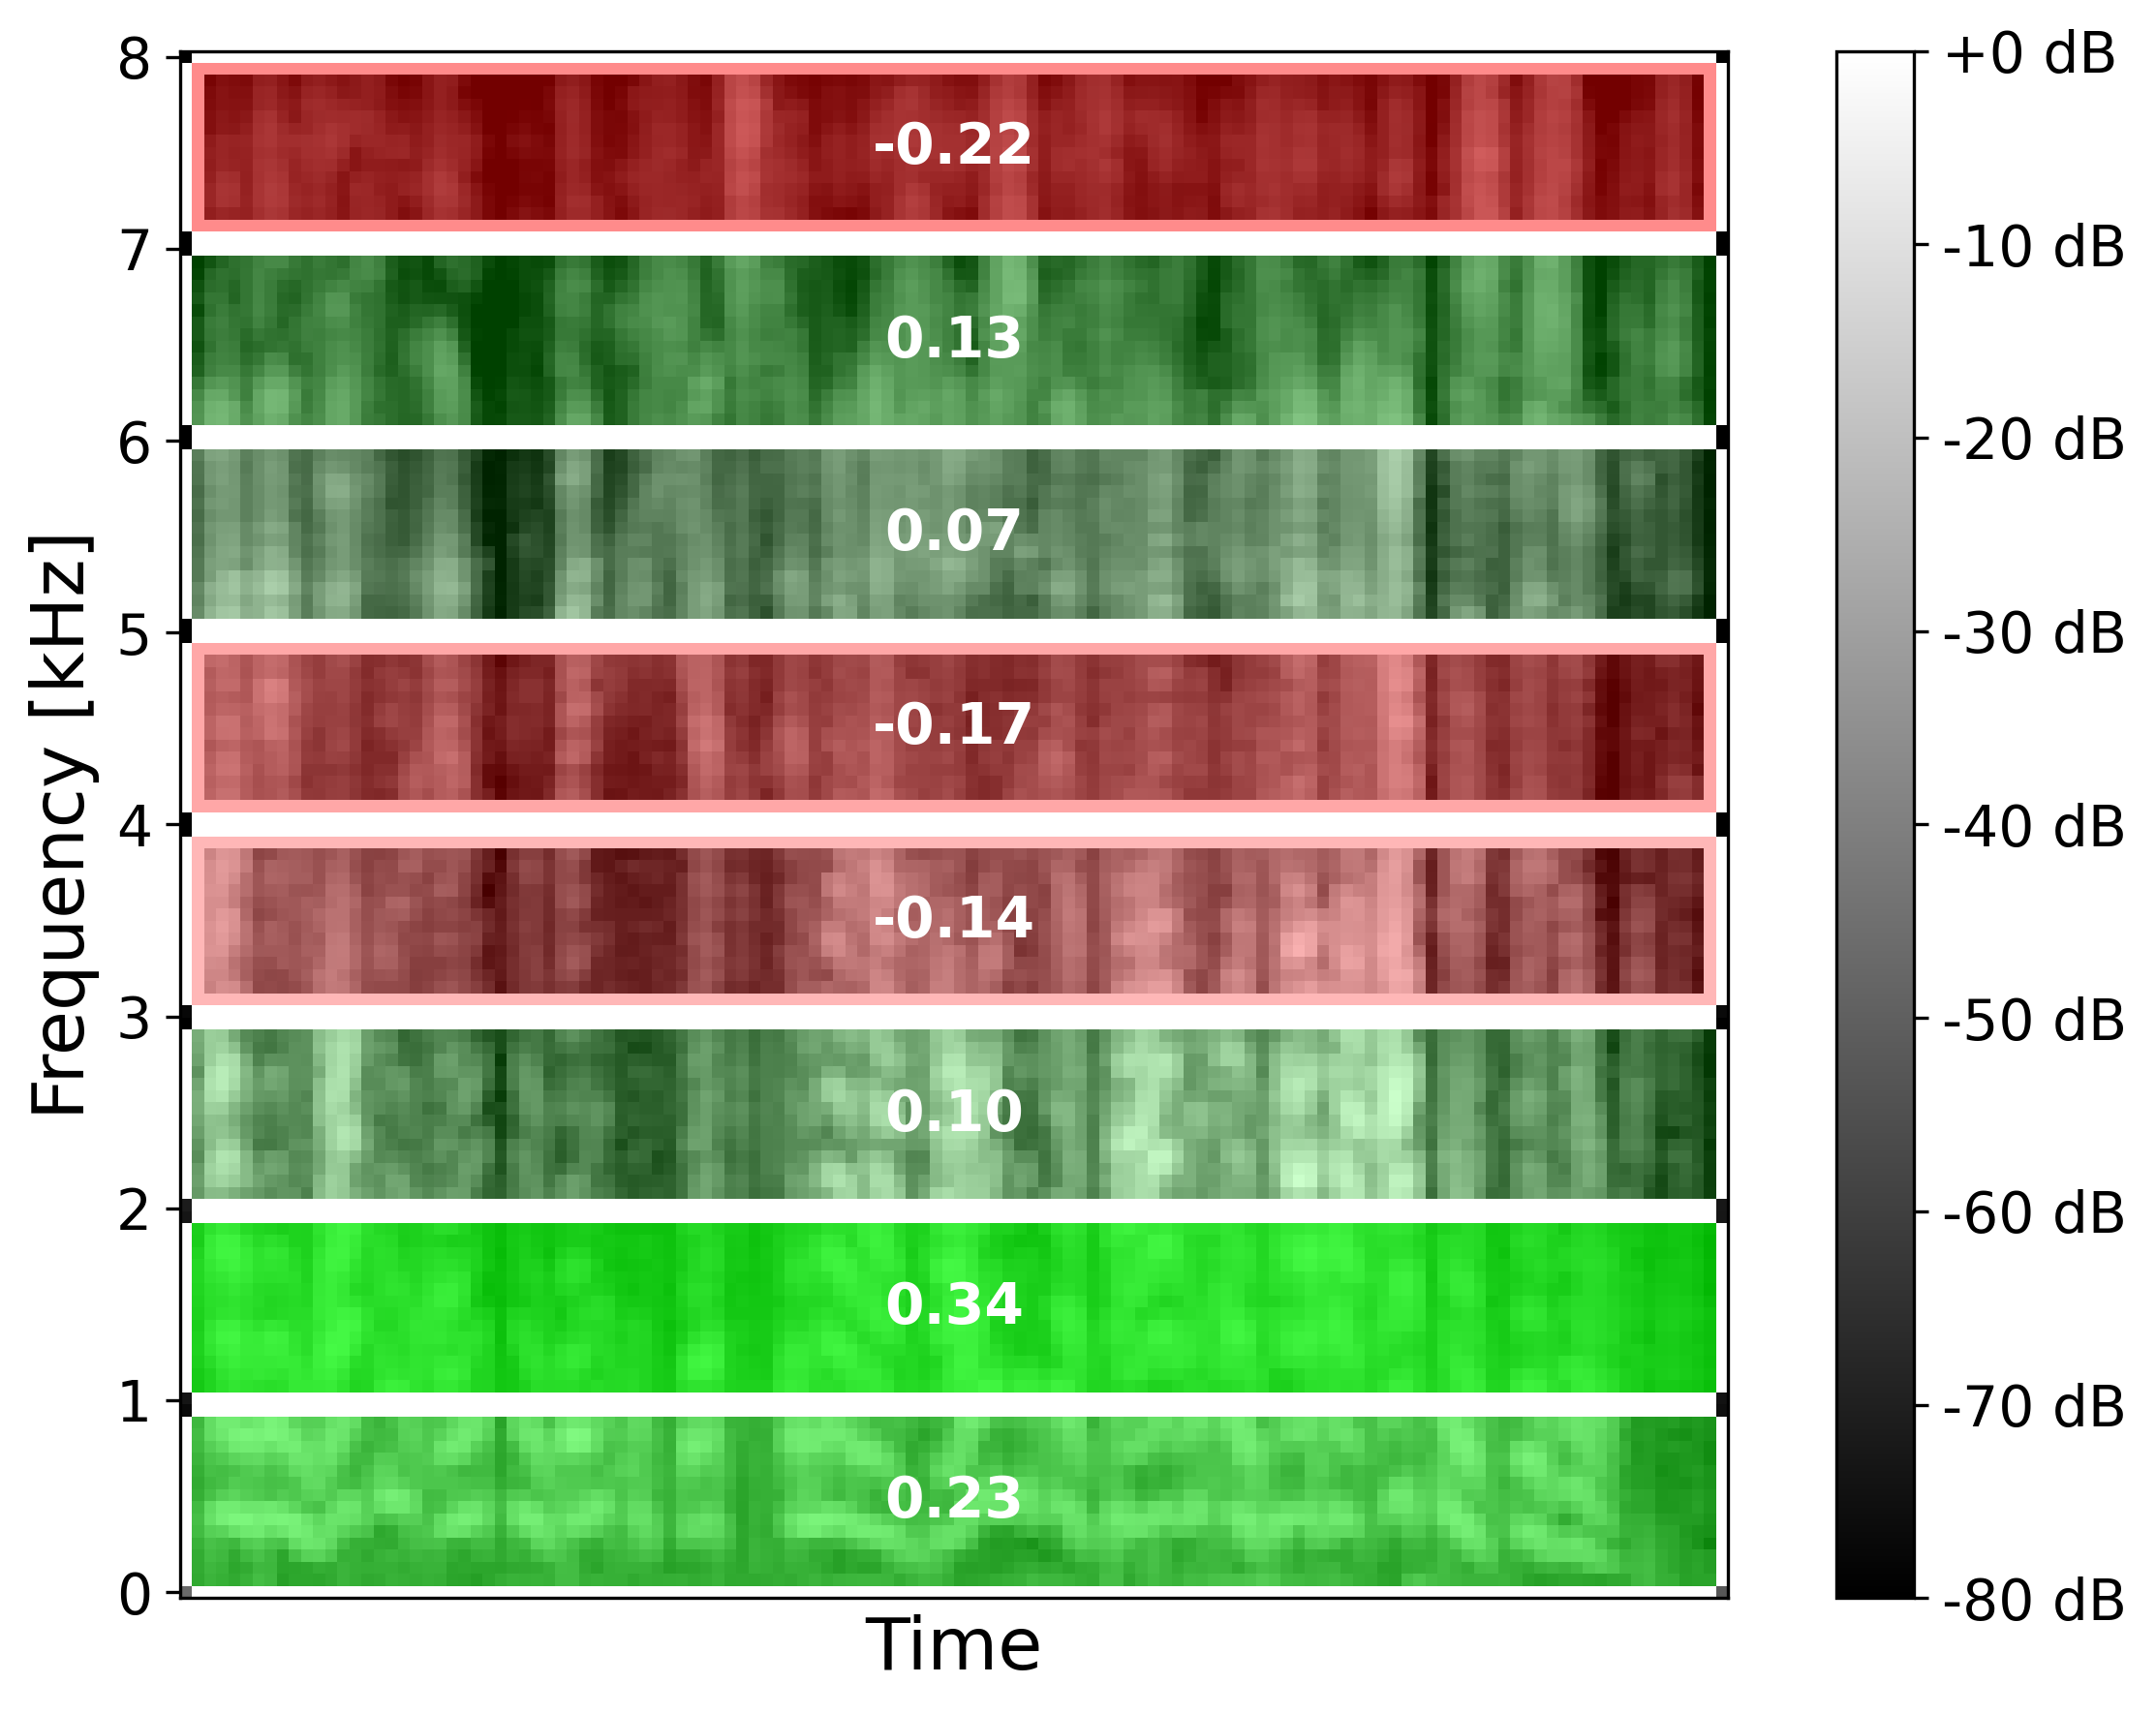 8
7
6
5
4
3
2
1
0
Frequency [kHz]
Time
-0.22
0.13
0.07
-0.17
-0.14
0.10
0.34
0.23
+0 dB
-10 dB
-20 dB
-30 dB
-40 dB
-50 dB
-60 dB
-70 dB
-80 dB